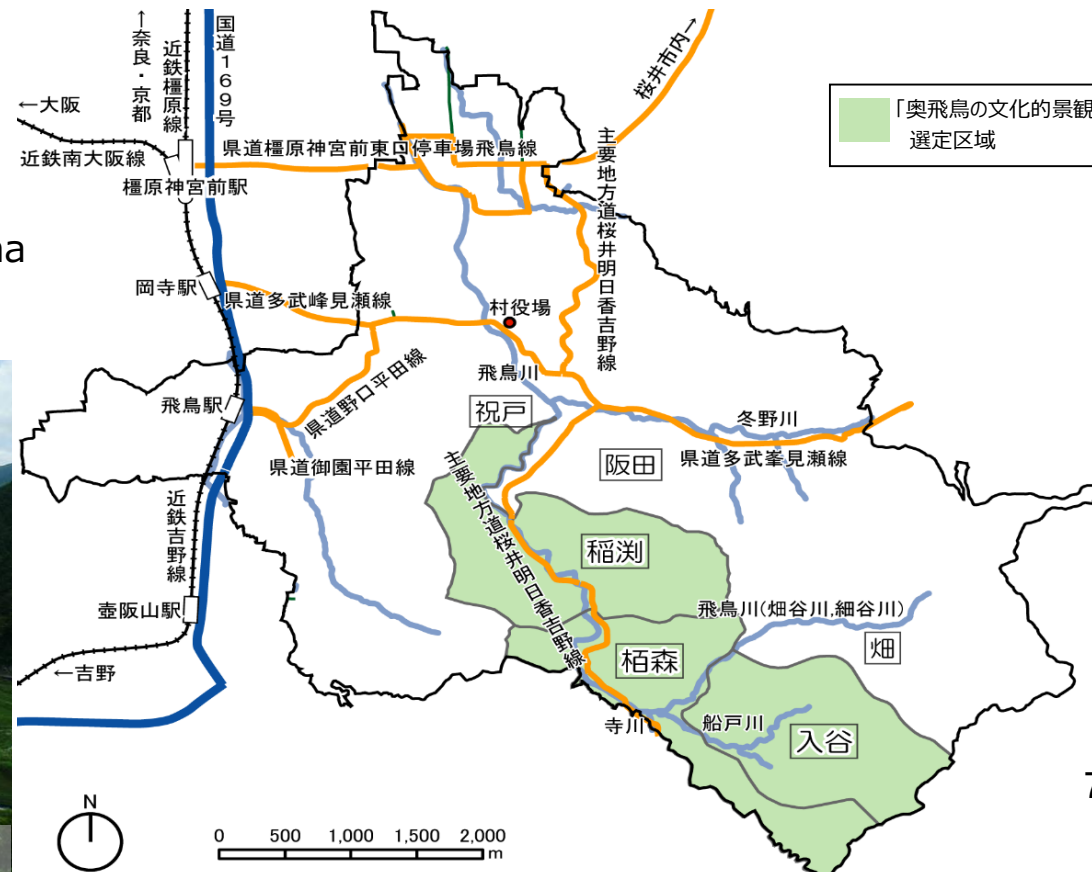 ←奈良・京都
近鉄橿原線
国道169号
←大阪
近鉄南大阪線
県道橿原神宮前東口停車場飛鳥線
桜井市内→
橿原神宮前駅
「奥飛鳥の文化的景観
選定区域
主要地方道桜井明日香吉野線
na
岡寺駅
県道多武峰見瀬線
村役場
飛鳥川
飛鳥駅
県道野口平田線
祝戸
冬野川
県道御園平田線
阪田
県道多武峯見瀬線
主要地方道桜井明日香吉野線
近鉄吉野線
稲渕
壺阪山駅
飛鳥川(畑谷川,細谷川)
畑
←吉野
栢森
寺川
船戸川
入谷
7
N
0 500 1,000 1,500 2,000
m